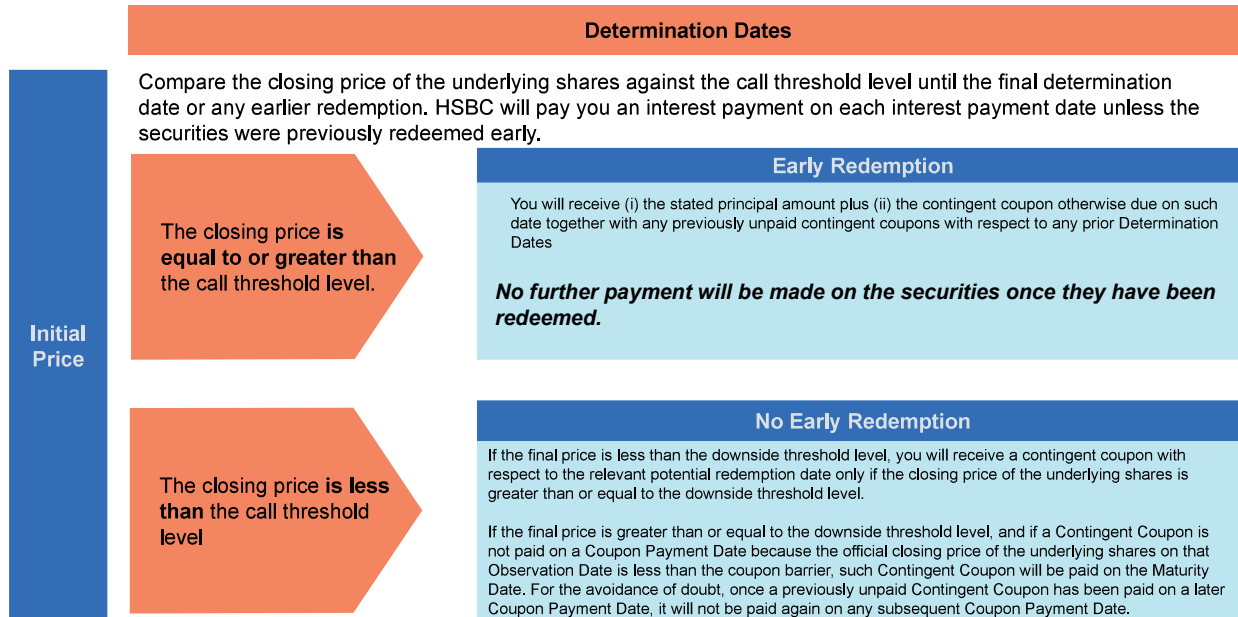 Determination Dates
Compare the closing price of the underlying shares against the call threshold level until the final determination
date or any earlier redemption. HSBC will pay you an interest payment on each interest payment date unless the
securities were previously redeemed early.
Initial
Price
The closing price is
equal to or greater than
the call threshold level.
Early Redemption
You will receive (i) the stated principal amount plus (ii) the contingent coupon otherwise due on such
date together with any previously unpaid contingent coupons with respect to any prior Determination
Dates
No further payment will be made on the securities once they have been
redeemed.
The closing price is less
than the call threshold
level
No Early Redemption
If the final price is less than the downside threshold level, you will receive a contingent coupon with
respect to the relevant potential redemption date only if the closing price of the underlying shares is
greater than or equal to the downside threshold level.
If the final price is greater than or equal to the downside threshold level, and if a Contingent Coupon is
not paid on a Coupon Payment Date because the official closing price of the underlying shares on that
Observation Date is less than the coupon barrier, such Contingent Coupon will be paid on the Maturity
Date. For the avoidance of doubt, once a previously unpaid Contingent Coupon has been paid on a later
Coupon Payment Date, it will not be paid again on any subsequent Coupon Payment Date.